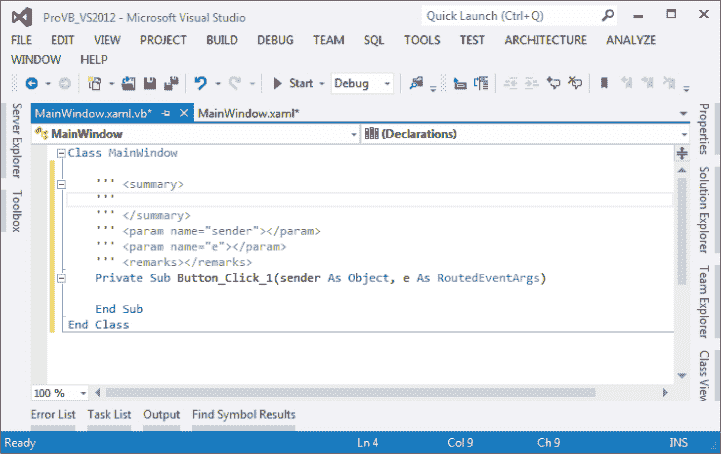 ProVB_VS2012 - Microsoft Visual Studio
Quick Launch (Ctrl+Q)
FILE EDIT VIEW PROJECT BUILD DEBUG TEAM SQL TOOLS TEST ARCHITECTURE ANALYZE
WINDOW HELP
Start Debug
MainWindow.xaml.vb* MainWindow.xaml*
MainWindow (Declarations)
Server Explorer
Toolbox
Class MainWindow
''' <summary>
'''
''' </summary>
''' <param name="sender"></param>
''' <param name="e"></param>
''' <remarks></remarks>
Private Sub Button_Click_1(sender As Object, e As RoutedEventArgs)
End Sub
End Class
Properties
Solution Explorer
Team Explorer
Class View
100 %
Error List Task List Output Find Symbol Results
Ready Ln 4 Col 9 Ch 9 INS